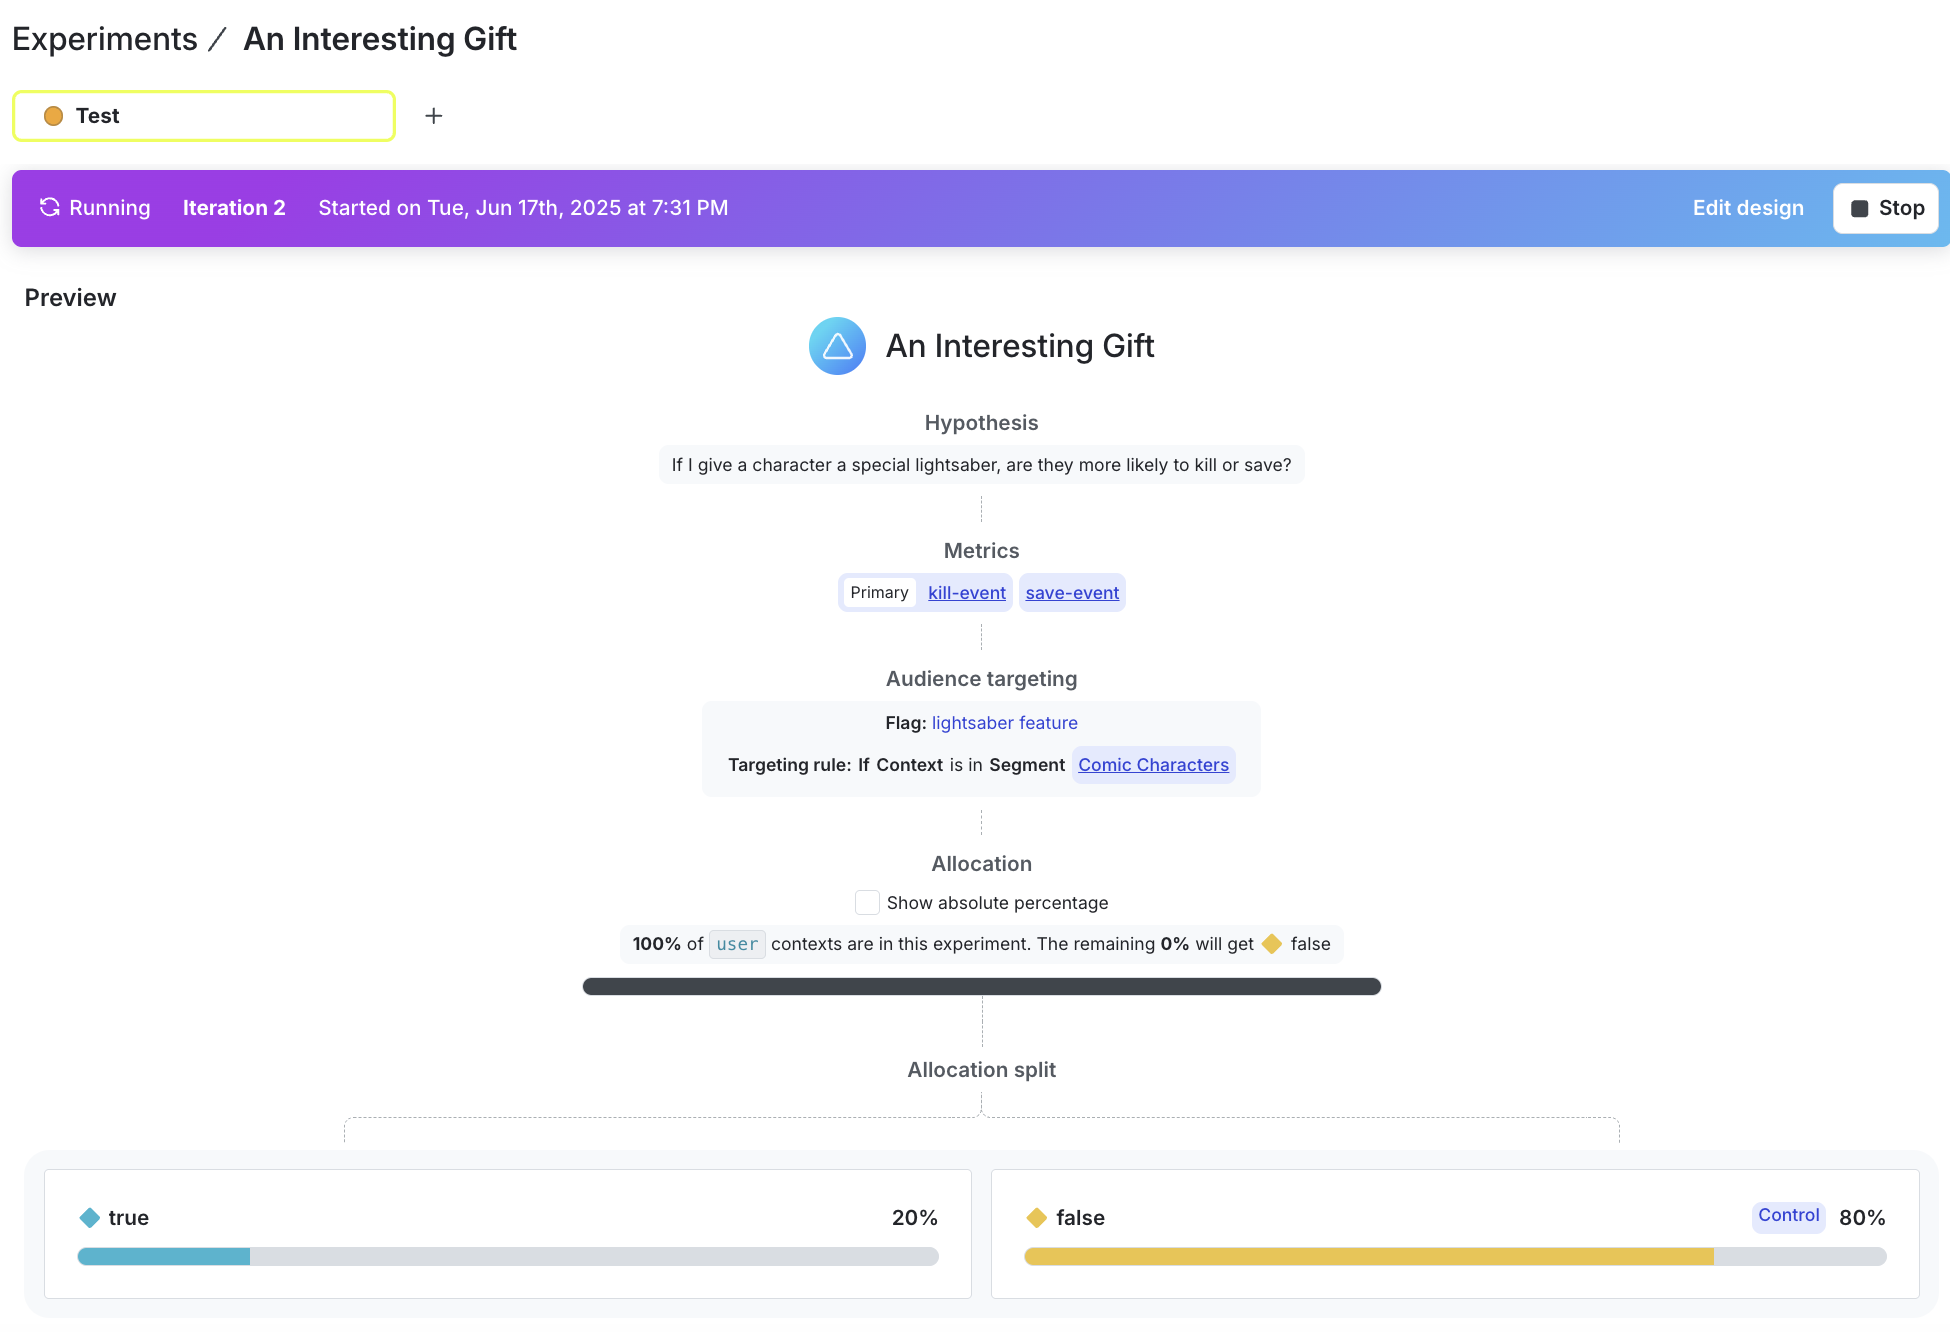 Experiments / An Interesting Gift
Test +
Running Iteration 2 Started on Tue, Jun 17th, 2025 at 7:31 PM Edit design Stop
Preview
An Interesting Gift
Hypothesis
If I give a character a special lightsaber, are they more likely to kill or save?
Metrics
Primary kill-event save-event
Audience targeting
Flag: lightsaber feature
Targeting rule: If Context is in Segment Comic Characters
Allocation
Show absolute percentage
100% of user contexts are in this experiment. The remaining 0% will get false
Allocation split
true 20%
false Control 80%